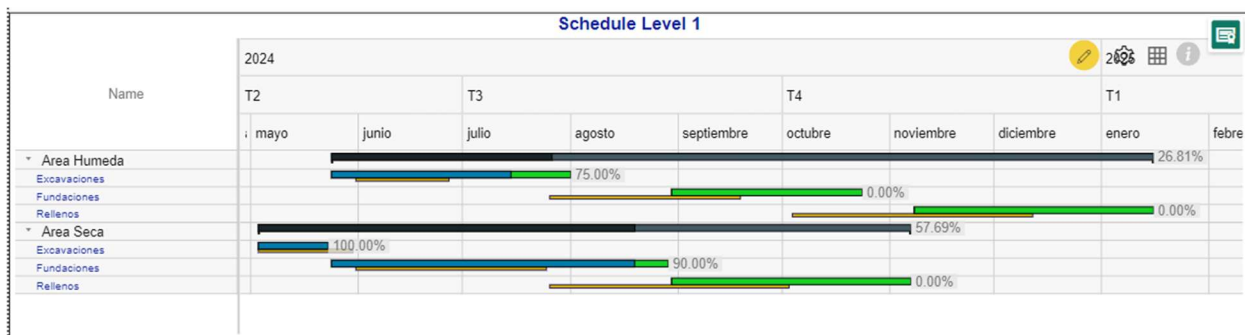 Schedule Level 1
Name
2024
T2 T3 T4 T1
mayo junio julio agosto septiembre octubre noviembre diciembre enero febre
Area Humeda 26.81%
Excavaciones 75.00%
Fundaciones 0.00%
Rellenos 0.00%
Area Seca 57.69%
Excavaciones 100.00%
Fundaciones 90.00%
Rellenos 0.00%